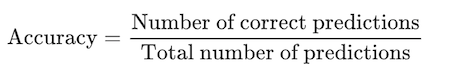 Accuracy = Number of correct predictions
Total number of predictions